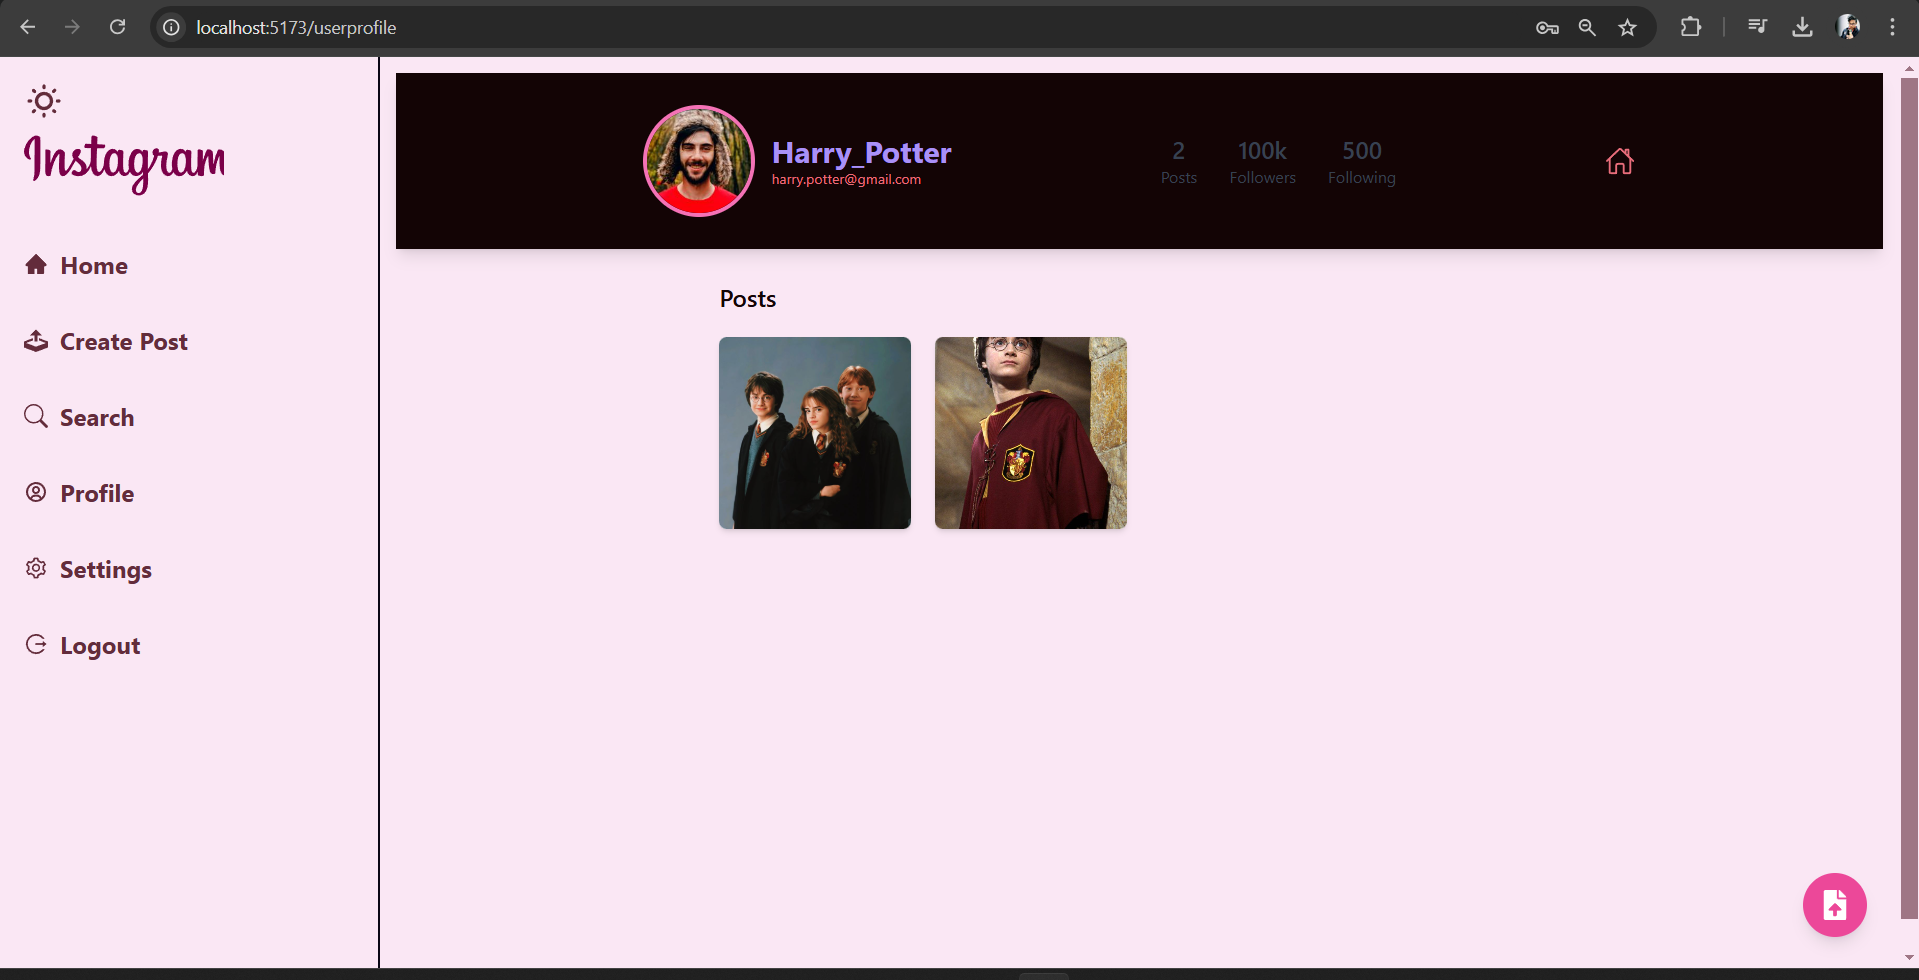 localhost:5173/userprofile
Instagram
Home
Create Post
Search
Profile
Settings
Logout
Harry_Potter
harry.potter@gmail.com
2
Posts
100k
Followers
500
Following
Posts